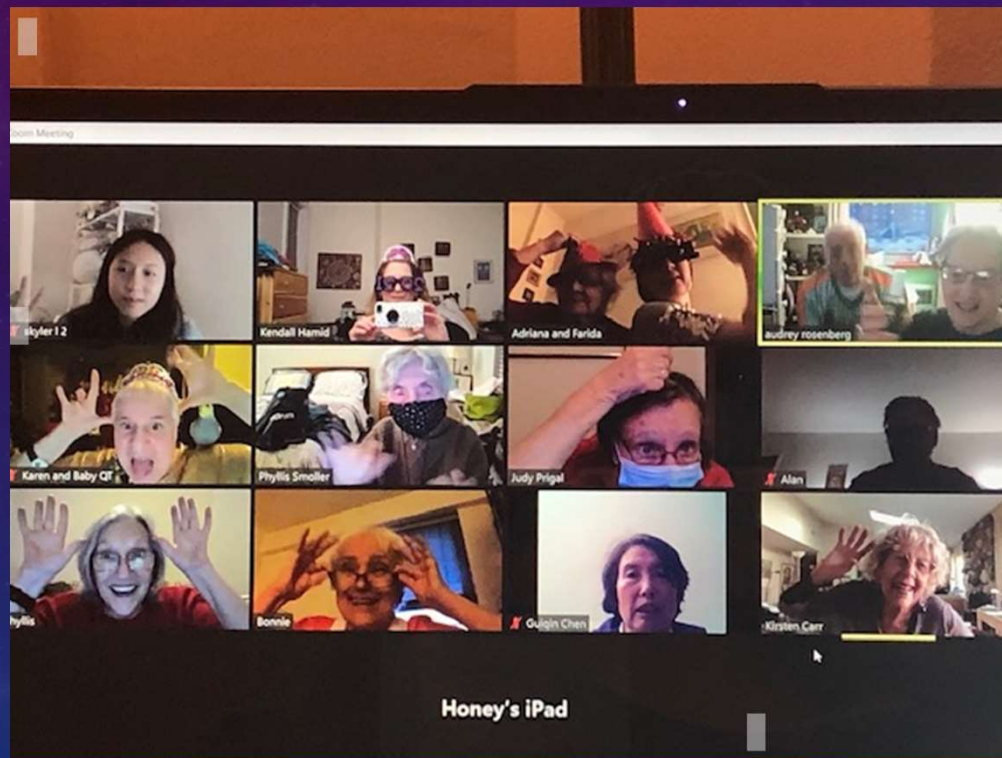 Zoom Meeting
skyler l 2
Kendall Hamid
Adriana and Farida
audrey rosenberg
Karen and Baby QT
Phyllis Smoller
Judy Prigal
Alan
hyllis
Bonnie
Guiqin Chen
Kirsten Carr
Honey's iPad